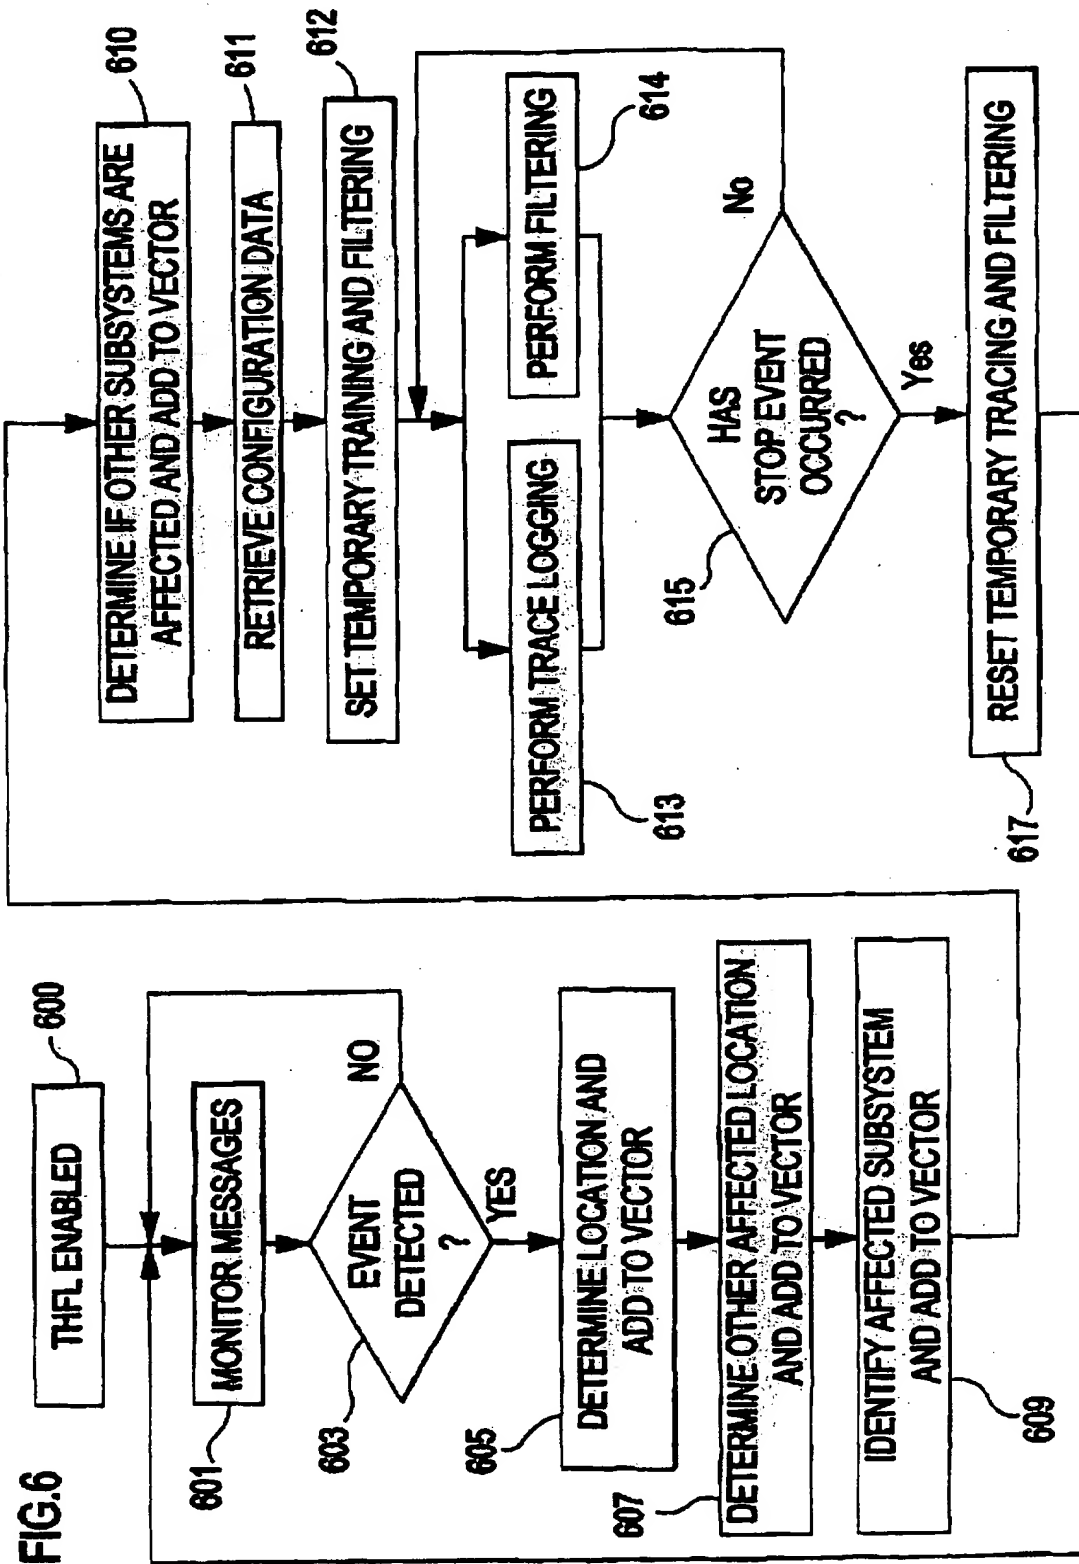 FIG.6
THFL ENABLED
600
MONITOR MESSAGES
601
EVENT
DETECTED
?
NO
YES
603
DETERMINE LOCATION AND
ADD TO VECTOR
605
DETERMINE OTHER AFFECTED LOCATION
AND ADD TO VECTOR
607
IDENTIFY AFFECTED SUBSYSTEM
AND ADD TO VECTOR
609
DETERMINE IF OTHER SUBSYSTEMS ARE
AFFECTED AND ADD TO VECTOR
610
RETRIEVE CONFIGURATION DATA
611
SET TEMPORARY TRAINING AND FILTERING
612
PERFORM TRACE LOGGING
613
PERFORM FILTERING
614
HAS
STOP EVENT
OCCURRED
?
No
Yes
615
RESET TEMPORARY TRACING AND FILTERING
617